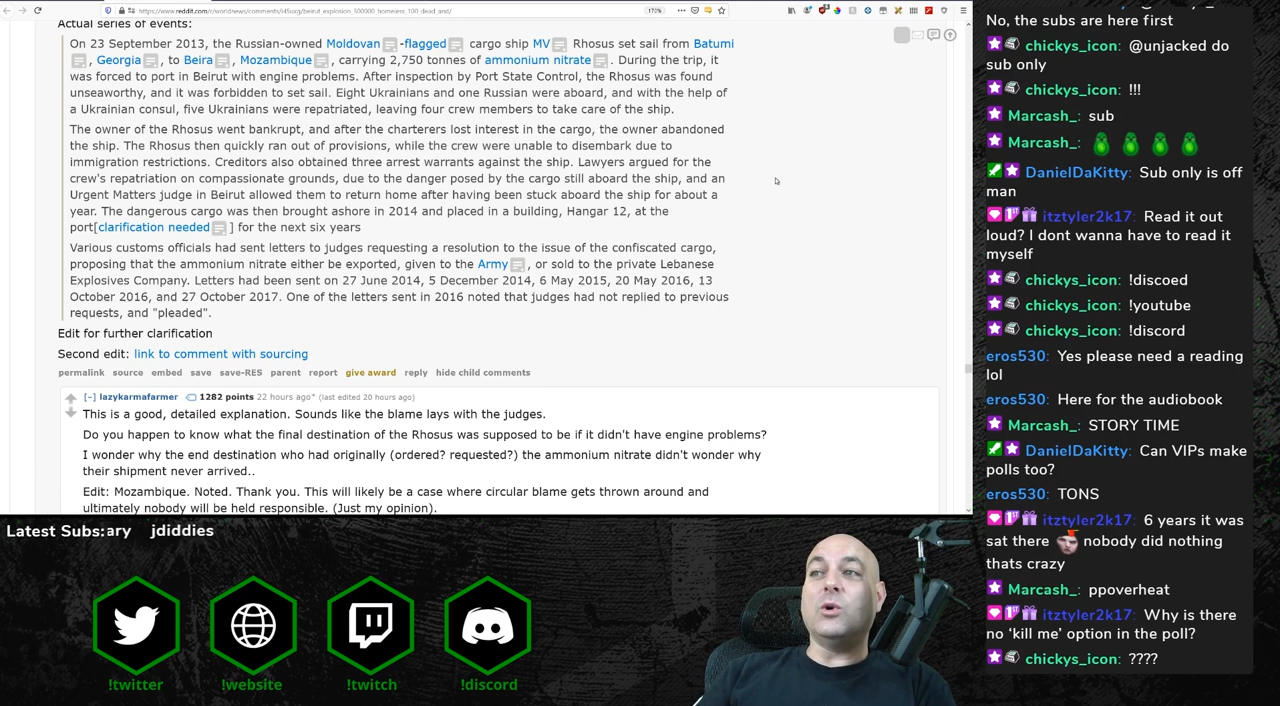 https://www.reddit.com/r/worldnews/comments/i45org/beirut_explosion_300000_homeless_100_dead_and/
170%
Actual series of events:
On 23 September 2013, the Russian-owned Moldovan -flagged cargo ship MV Rhosus set sail from Batumi
, Georgia , to Beira , Mozambique , carrying 2,750 tonnes of ammonium nitrate . During the trip, it
was forced to port in Beirut with engine problems. After inspection by Port State Control, the Rhosus was found
unseaworthy, and it was forbidden to set sail. Eight Ukrainians and one Russian were aboard, and with the help of
a Ukrainian consul, five Ukrainians were repatriated, leaving four crew members to take care of the ship.
The owner of the Rhosus went bankrupt, and after the charterers lost interest in the cargo, the owner abandoned
the ship. The Rhosus then quickly ran out of provisions, while the crew were unable to disembark due to
immigration restrictions. Creditors also obtained three arrest warrants against the ship. Lawyers argued for the
crew's repatriation on compassionate grounds, due to the danger posed by the cargo still aboard the ship, and an
Urgent Matters judge in Beirut allowed them to return home after having been stuck aboard the ship for about a
year. The dangerous cargo was then brought ashore in 2014 and placed in a building, Hangar 12, at the
port[clarification needed ] for the next six years
Various customs officials had sent letters to judges requesting a resolution to the issue of the confiscated cargo,
proposing that the ammonium nitrate either be exported, given to the Army , or sold to the private Lebanese
Explosives Company. Letters had been sent on 27 June 2014, 5 December 2014, 6 May 2015, 20 May 2016, 13
October 2016, and 27 October 2017. One of the letters sent in 2016 noted that judges had not replied to previous
requests, and "pleaded".
Edit for further clarification
Second edit: link to comment with sourcing
permalink source embed save save-RES parent report give award reply hide child comments
[–] lazykarmafarmer 1282 points 22 hours ago* (last edited 20 hours ago)
This is a good, detailed explanation. Sounds like the blame lays with the judges.
Do you happen to know what the final destination of the Rhosus was supposed to be if it didn't have engine problems?
I wonder why the end destination who had originally (ordered? requested?) the ammonium nitrate didn't wonder why
their shipment never arrived..
Edit: Mozambique. Noted. Thank you. This will likely be a case where circular blame gets thrown around and
ultimately nobody will be held responsible. (Just my opinion).
Latest Subs:ary jdiddies
!twitter
!website
!twitch
!discord
No, the subs are here first
chickys_icon: @unjacked do
sub only
chickys_icon: !!!
Marcash_: sub
Marcash_:
DanielDaKitty: Sub only is off
man
itztyler2k17: Read it out
loud? I dont wanna have to read it
myself
chickys_icon: !discoed
chickys_icon: !youtube
chickys_icon: !discord
eros530: Yes please need a reading
lol
eros530: Here for the audiobook
Marcash_: STORY TIME
DanielDaKitty: Can VIPs make
polls too?
eros530: TONS
itztyler2k17: 6 years it was
sat there nobody did nothing
thats crazy
Marcash_: ppoverheat
itztyler2k17: Why is there
no 'kill me' option in the poll?
chickys_icon: ????